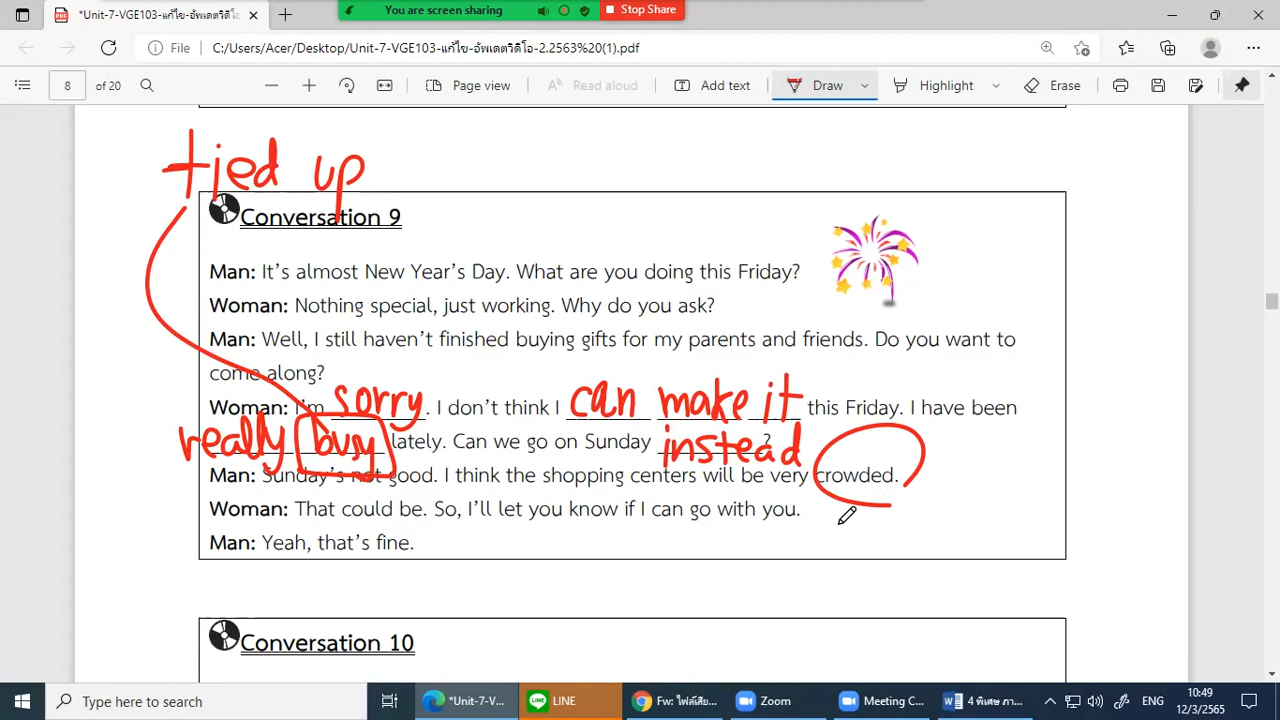 *Unit-7-VGE103-แก้ไข-อัพเดทวิดีโอ-
You are screen sharing
Stop Share
File
C:/Users/Acer/Desktop/Unit-7-VGE103-แก้ไข-อัพเดทวิดีโอ-2.2563%20(1).pdf
8 of 20
Page view
Read aloud
Add text
Draw
Highlight
Erase
tied up
Conversation 9
Man: It's almost New Year's Day. What are you doing this Friday?
Woman: Nothing special, just working. Why do you ask?
Man: Well, I still haven't finished buying gifts for my parents and friends. Do you want to
come along?
Woman: I'm sorry. I don't think I can make it this Friday. I have been
really busy lately. Can we go on Sunday instead?
Man: Sunday's not good. I think the shopping centers will be very crowded.
Woman: That could be. So, I'll let you know if I can go with you.
Man: Yeah, that's fine.
Conversation 10
Type here to search
*Unit-7-V...
LINE
Fw: ไฟล์เสีย...
Zoom
Meeting C...
4 พิเศษ ภา...
ENG
10:49
12/3/2565